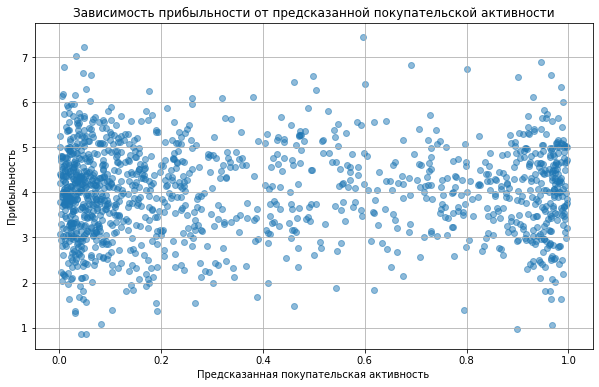 Зависимость прибыльности от предсказанной покупательской активности
Прибыльность
7
6
5
4
3
2
1
0.0 0.2 0.4 0.6 0.8 1.0
Предсказанная покупательская активность